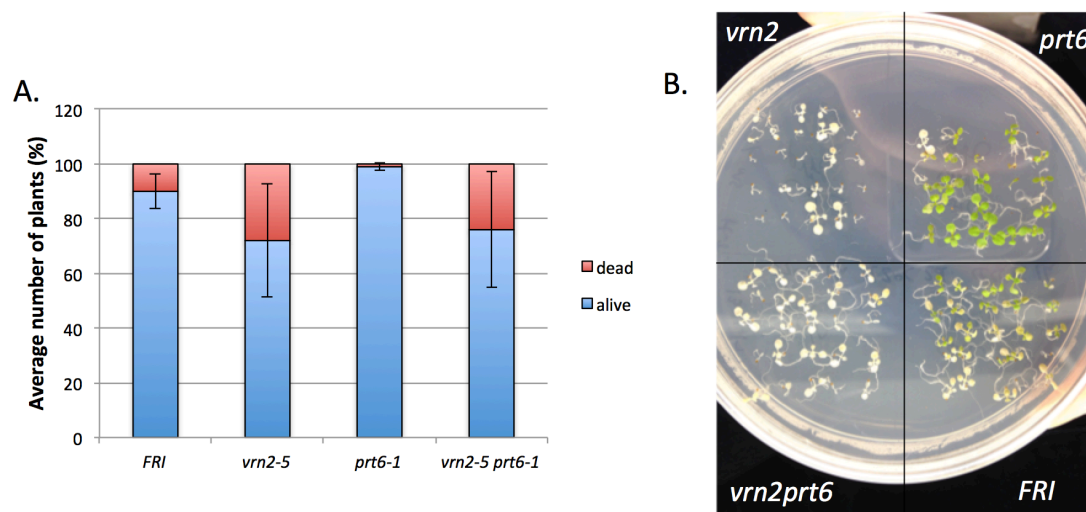 A.
Average number of plants (%)
120
100
80
60
40
20
0
FRI
vrn2-5
prt6-1
vrn2-5 prt6-1
dead
alive
B.
vrn2
prt6
vrn2prt6
FRI